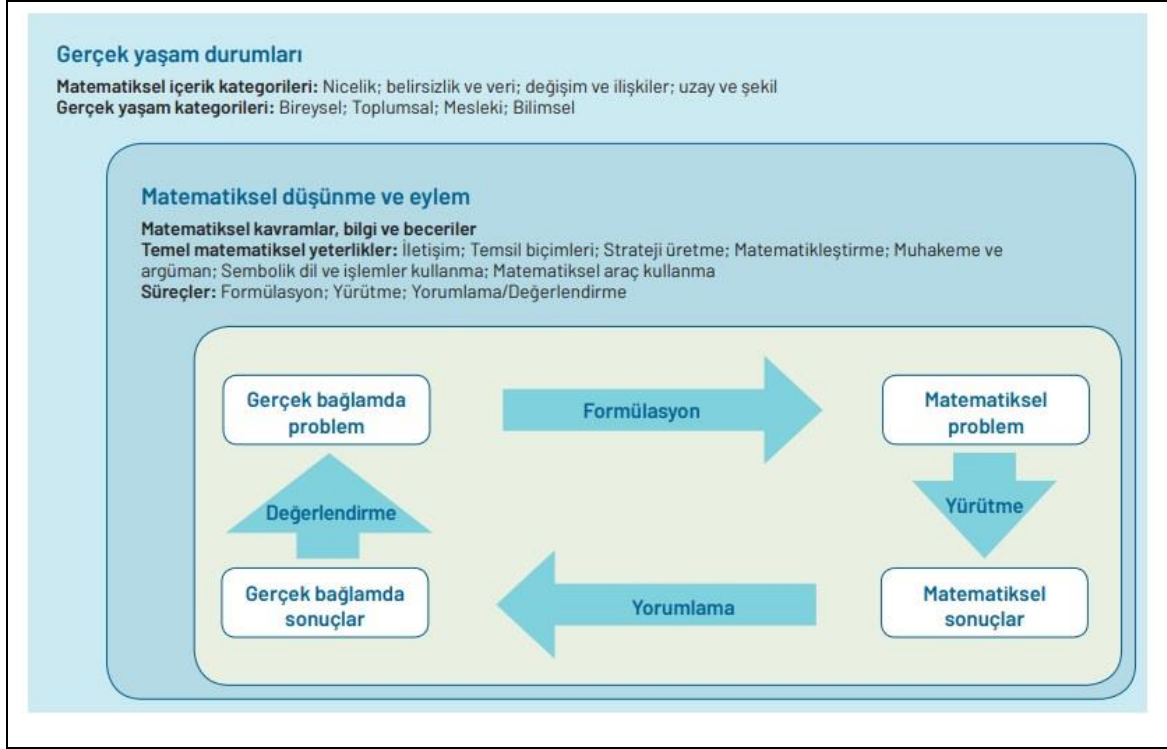 Gerçek yaşam durumları
Matematiksel içerik kategorileri: Nicelik; belirsizlik ve veri; değişim ve ilişkiler; uzay ve şekil
Gerçek yaşam kategorileri: Bireysel; Toplumsal; Mesleki; Bilimsel
Matematiksel düşünme ve eylem
Matematiksel kavramlar, bilgi ve beceriler
Temel matematiksel yeterlikler: İletişim; Temsil biçimleri; Strateji üretme; Matematikleştirme; Muhakeme ve
argüman; Sembolik dil ve işlemler kullanma; Matematiksel araç kullanma
Süreçler: Formülasyon; Yürütme; Yorumlama/Değerlendirme
Gerçek bağlamda
problem
Formülasyon
Matematiksel
problem
Değerlendirme
Yürütme
Gerçek bağlamda
sonuçlar
Yorumlama
Matematiksel
sonuçlar